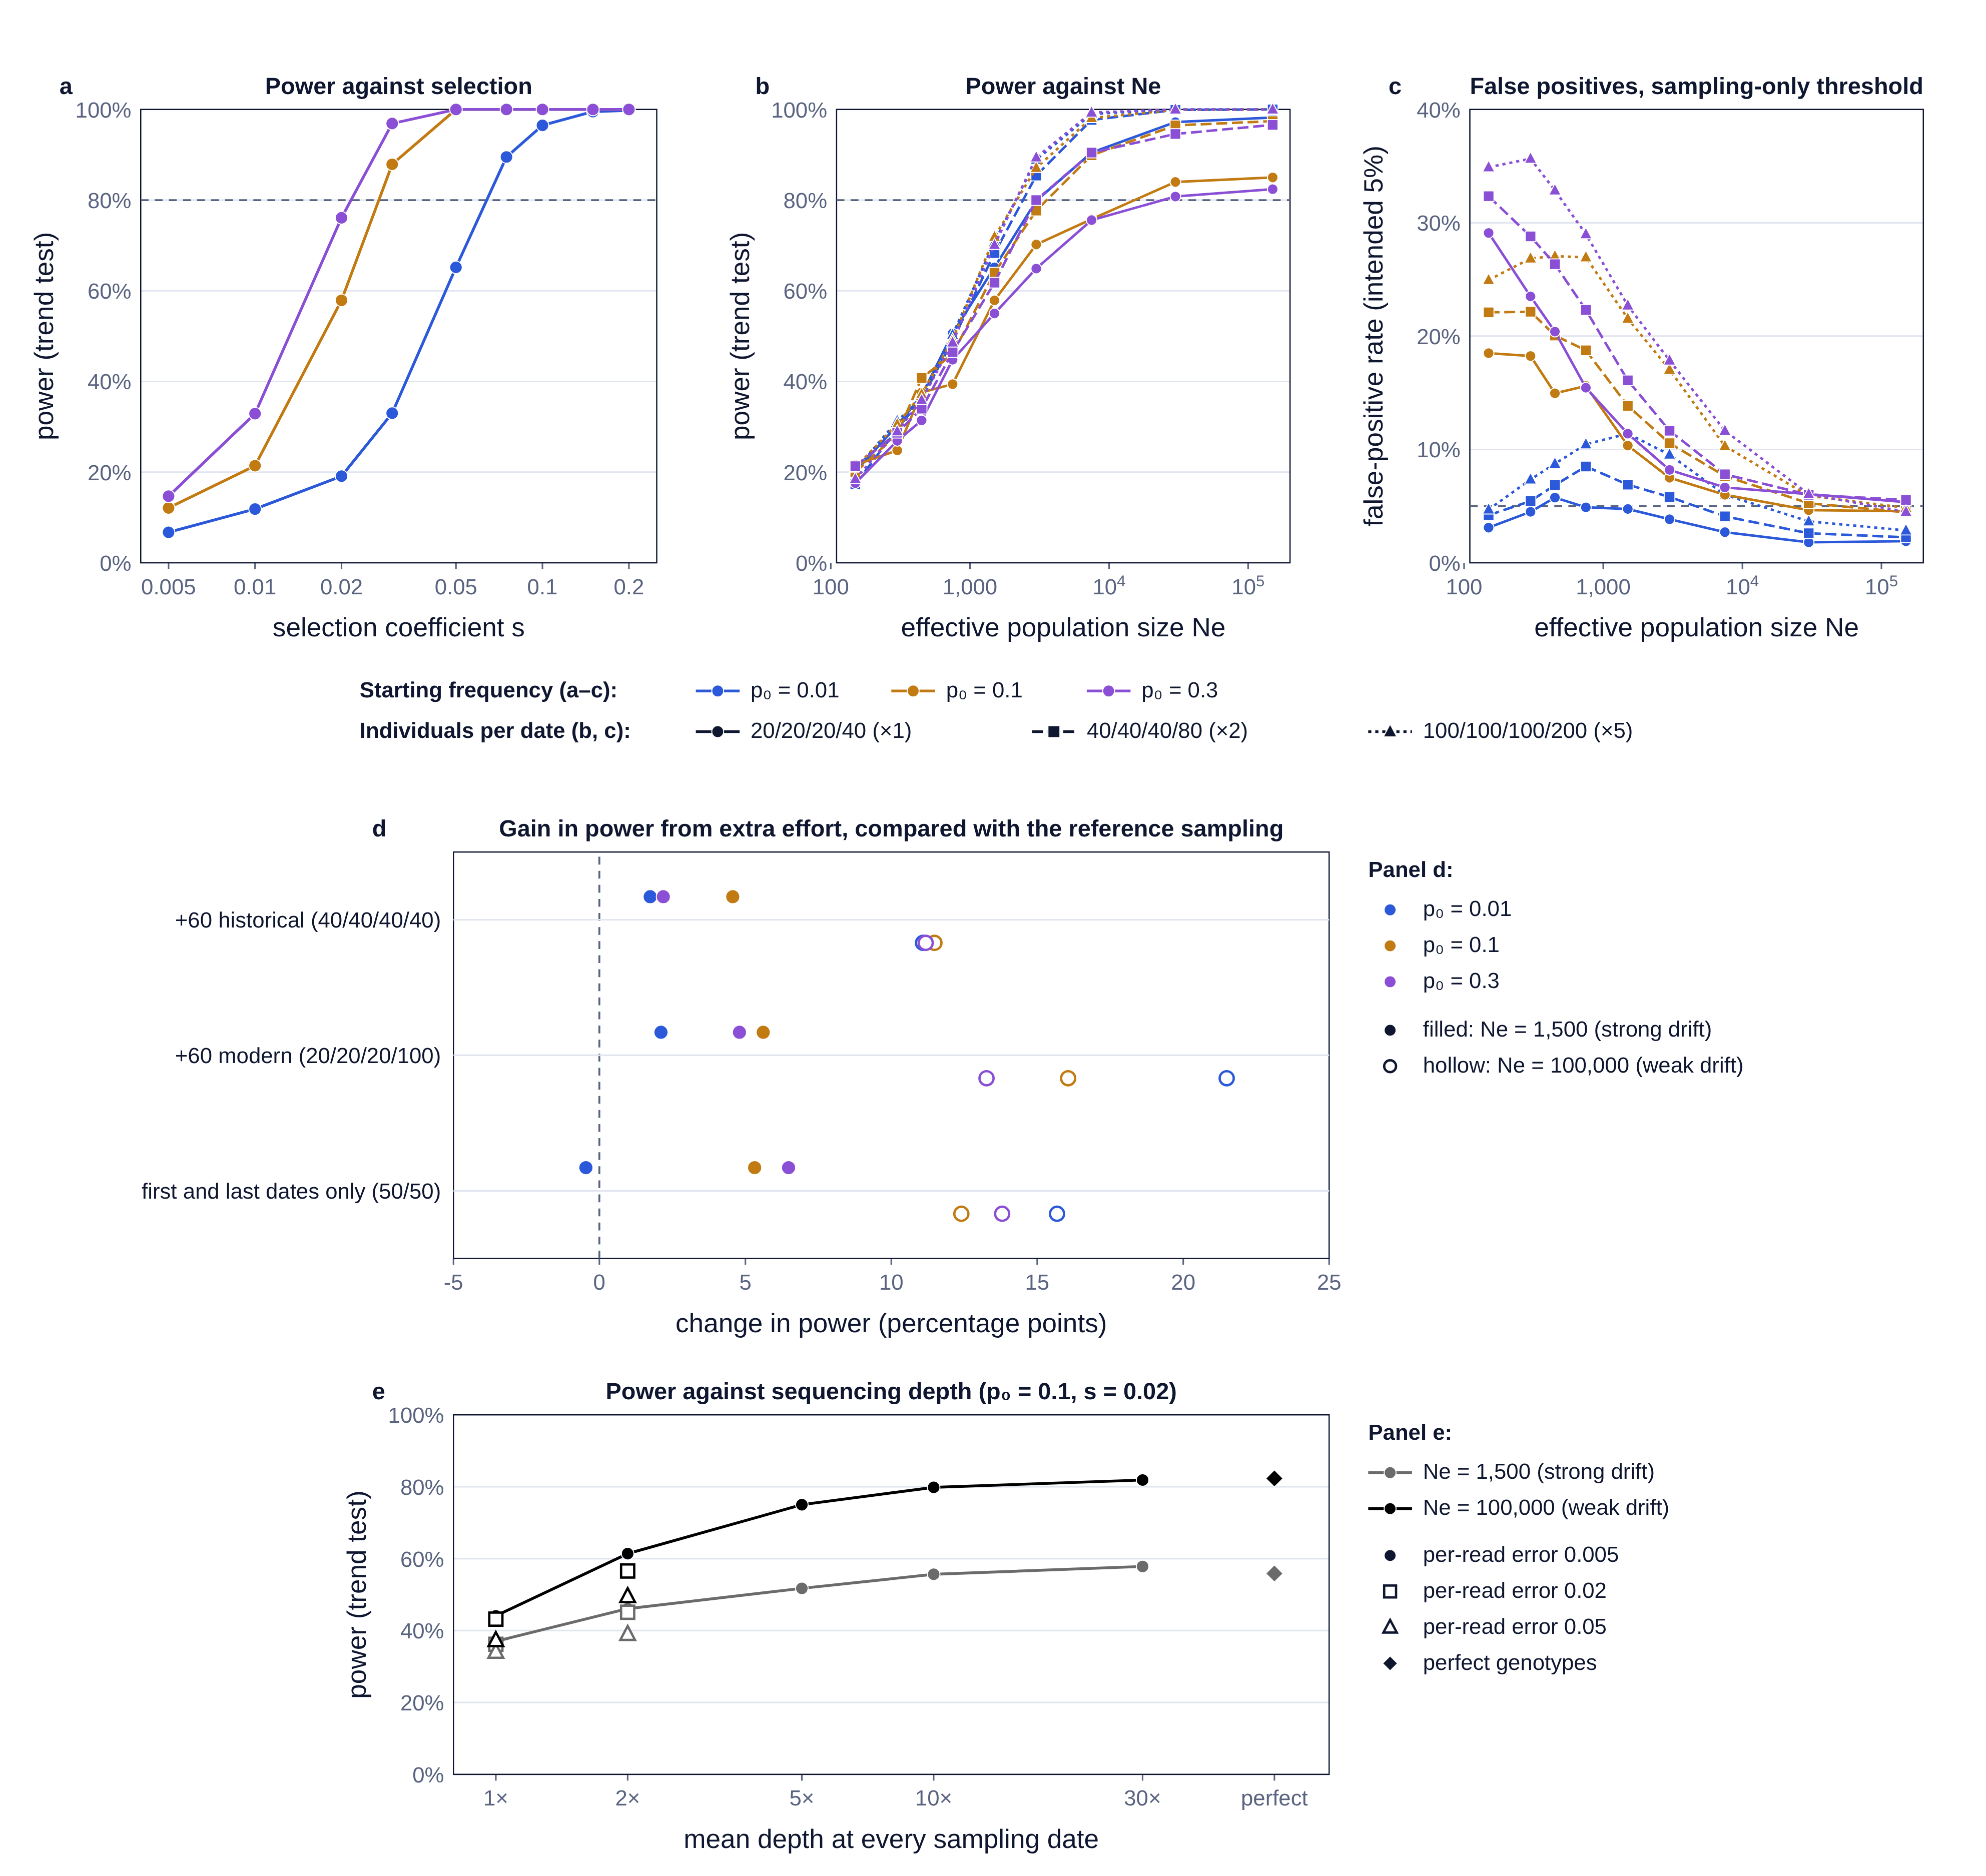 a
Power against selection
100%
80%
60%
40%
20%
0%
0.005
0.01
0.02
0.05
0.1
0.2
power (trend test)
selection coefficient s
b
Power against Ne
100%
80%
60%
40%
20%
0%
100
1,000
10⁴
10⁵
power (trend test)
effective population size Ne
c
False positives, sampling-only threshold
40%
30%
20%
10%
0%
100
1,000
10⁴
10⁵
false-positive rate (intended 5%)
effective population size Ne
Starting frequency (a–c): p₀ = 0.01 p₀ = 0.1 p₀ = 0.3
Individuals per date (b, c): 20/20/20/40 (×1) 40/40/40/80 (×2) 100/100/100/200 (×5)
d
Gain in power from extra effort, compared with the reference sampling
+60 historical (40/40/40/40)
+60 modern (20/20/20/100)
first and last dates only (50/50)
-5
0
5
10
15
20
25
change in power (percentage points)
Panel d:
p₀ = 0.01
p₀ = 0.1
p₀ = 0.3
filled: Ne = 1,500 (strong drift)
hollow: Ne = 100,000 (weak drift)
e
Power against sequencing depth (p₀ = 0.1, s = 0.02)
100%
80%
60%
40%
20%
0%
1×
2×
5×
10×
30×
perfect
power (trend test)
mean depth at every sampling date
Panel e:
Ne = 1,500 (strong drift)
Ne = 100,000 (weak drift)
per-read error 0.005
per-read error 0.02
per-read error 0.05
perfect genotypes